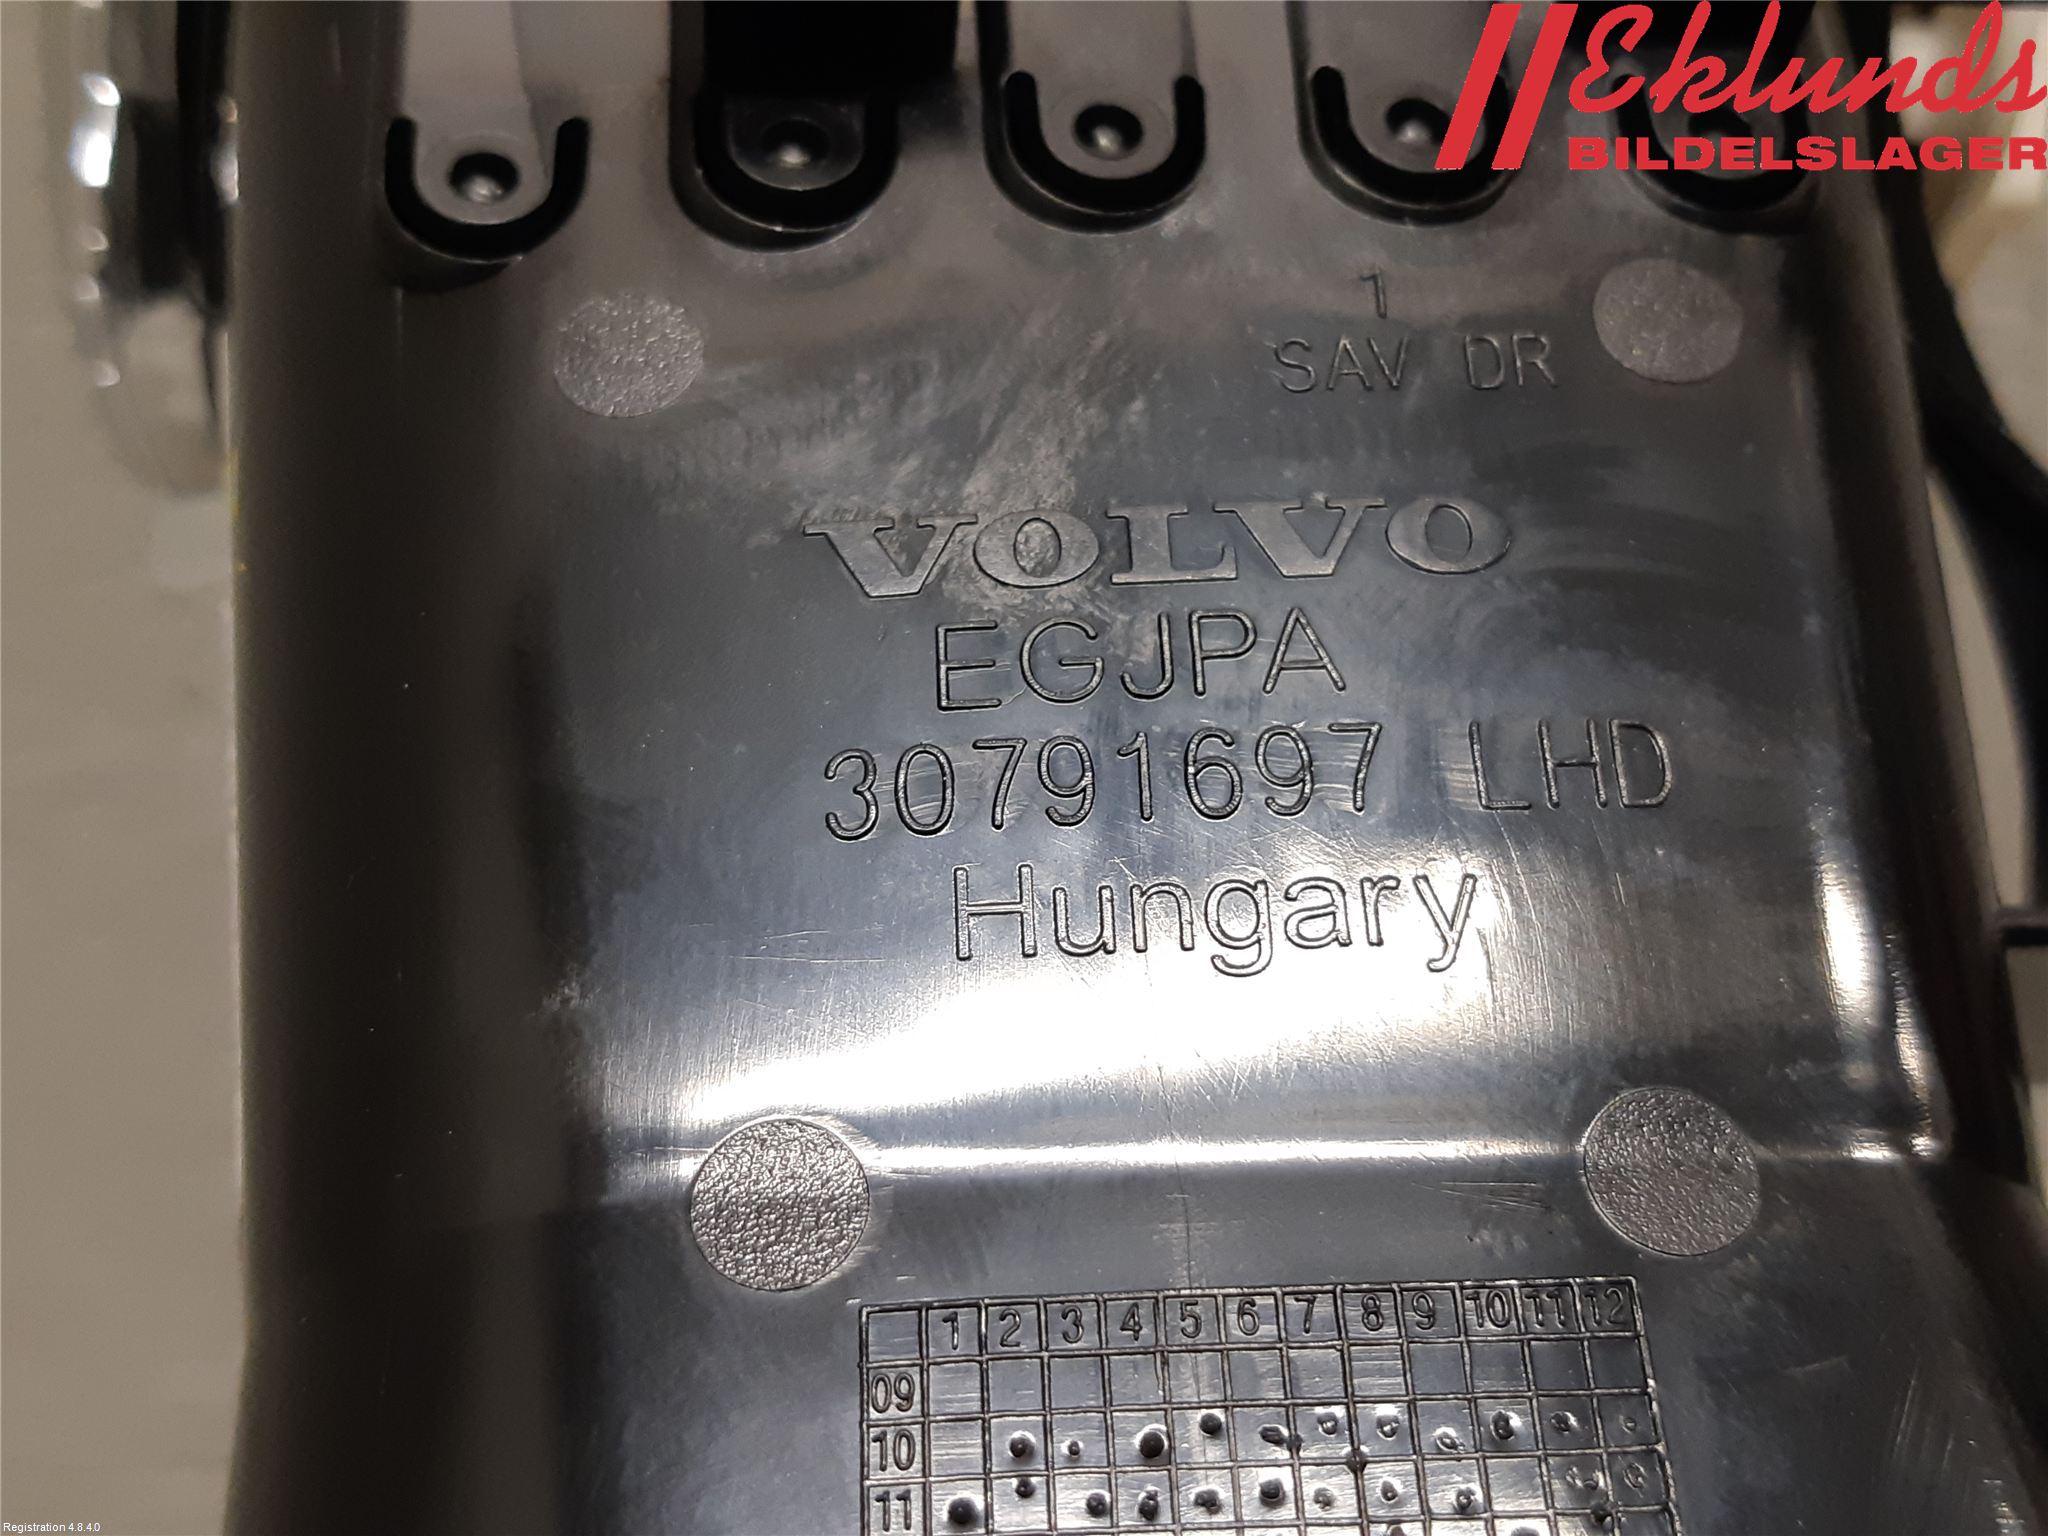 Eklunds
BILDELSLAGER
1
SAV DR
VOLVO
EGJPA
30791697 LHD
Hungary
1 2 3 4 5 6 7 8 9 10 11 12
09
10
11
Registration 4.8.4.0